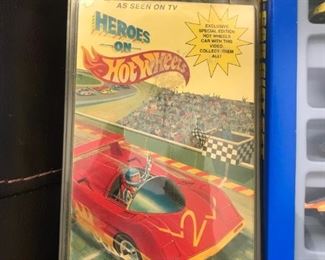 AS SEEN ON TV
HEROES
ON
HOT WHEELS
EXCLUSIVE
SPECIAL EDITION
HOT WHEELS
CAR WITH THIS
VIDEO.
COLLECT THEM
ALL!
2